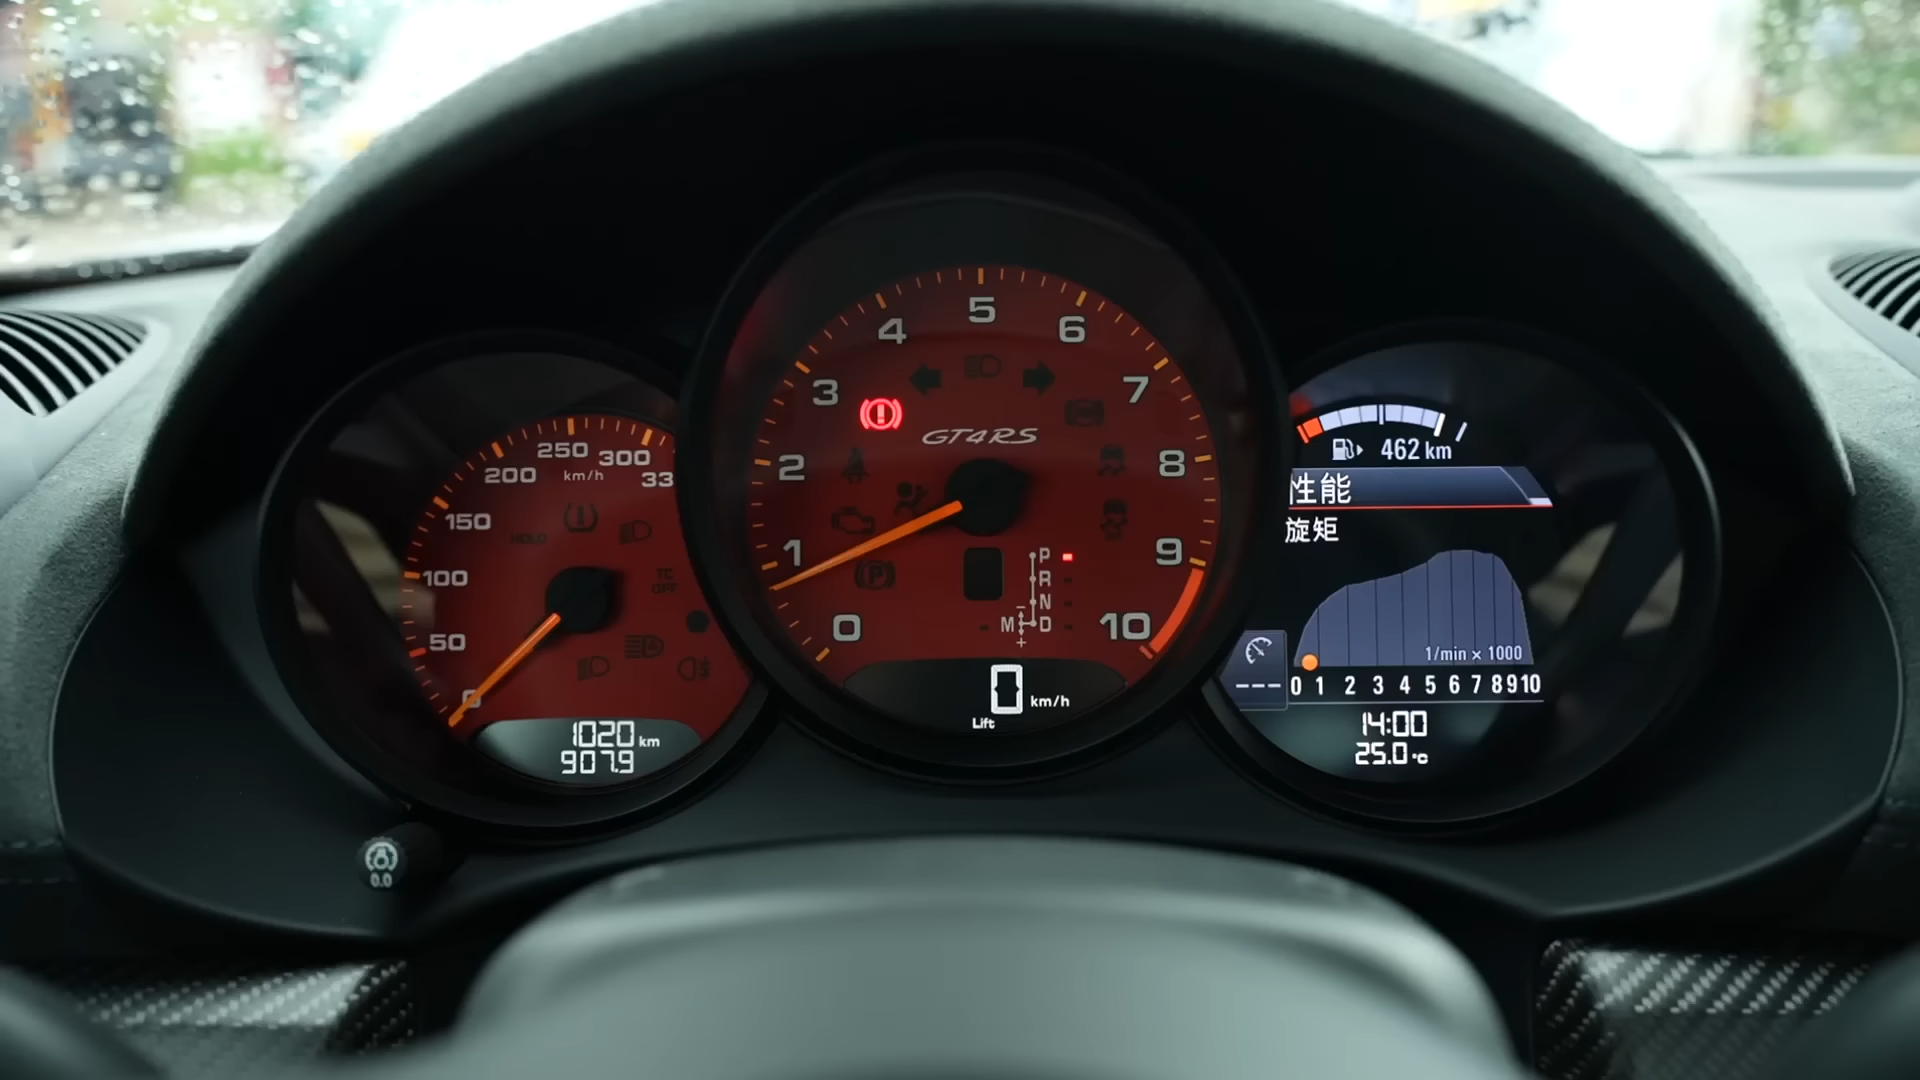 250
200
300
km/h
33
150
HOLD
100
TC
OFF
50
0
1020 km
907.9
5
4
6
3
7
GT4RS
2
8
1
9
P
R
N
M
D
0
10
0 km/h
Lift
462 km
性能
旋矩
1/min x 1000
---
0 1 2 3 4 5 6 7 8 9 10
14:00
25.0 °C
0.0